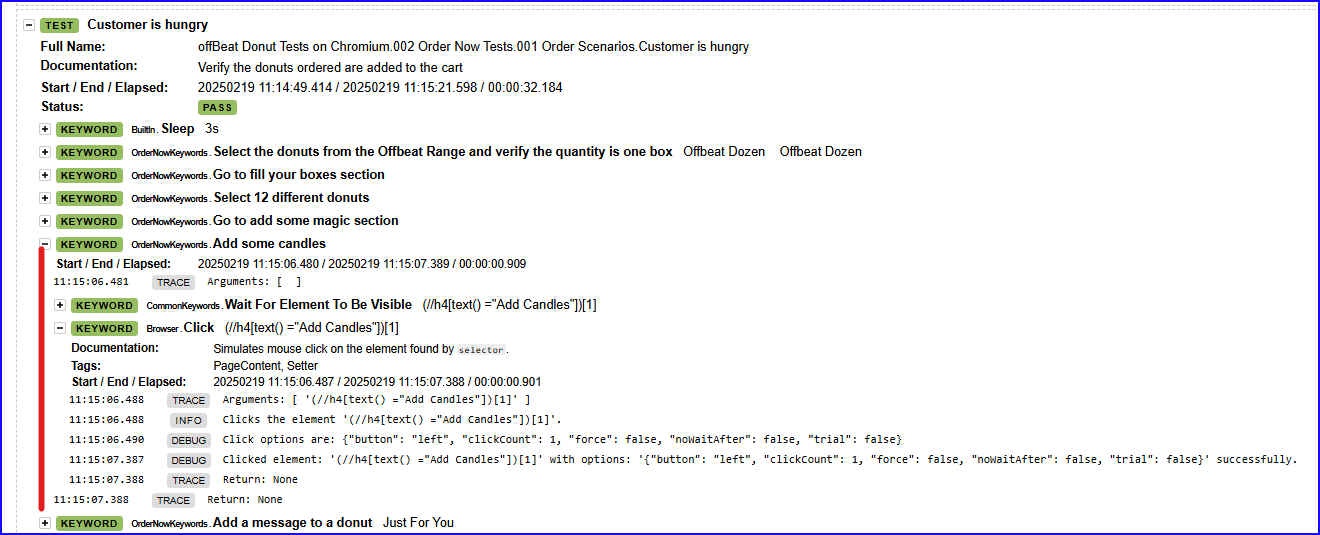 TEST Customer is hungry
Full Name: offBeat Donut Tests on Chromium.002 Order Now Tests.001 Order Scenarios.Customer is hungry
Documentation: Verify the donuts ordered are added to the cart
Start / End / Elapsed: 20250219 11:14:49.414 / 20250219 11:15:21.598 / 00:00:32.184
Status: PASS
KEYWORD BuiltIn.Sleep 3s
KEYWORD OrderNowKeywords.Select the donuts from the Offbeat Range and verify the quantity is one box Offbeat Dozen Offbeat Dozen
KEYWORD OrderNowKeywords.Go to fill your boxes section
KEYWORD OrderNowKeywords.Select 12 different donuts
KEYWORD OrderNowKeywords.Go to add some magic section
KEYWORD OrderNowKeywords.Add some candles
Start / End / Elapsed: 20250219 11:15:06.480 / 20250219 11:15:07.389 / 00:00:00.909
11:15:06.481 TRACE Arguments: [  ]
KEYWORD CommonKeywords.Wait For Element To Be Visible (//h4[text() ="Add Candles"])[1]
KEYWORD Browser.Click (//h4[text() ="Add Candles"])[1]
Documentation: Simulates mouse click on the element found by selector.
Tags: PageContent, Setter
Start / End / Elapsed: 20250219 11:15:06.487 / 20250219 11:15:07.388 / 00:00:00.901
11:15:06.488 TRACE Arguments: [ '(//h4[text() ="Add Candles"])[1]' ]
11:15:06.488 INFO Clicks the element '(//h4[text() ="Add Candles"])[1]'.
11:15:06.490 DEBUG Click options are: {"button": "left", "clickCount": 1, "force": false, "noWaitAfter": false, "trial": false}
11:15:07.387 DEBUG Clicked element: '(//h4[text() ="Add Candles"])[1]' with options: '{"button": "left", "clickCount": 1, "force": false, "noWaitAfter": false, "trial": false}' successfully.
11:15:07.388 TRACE Return: None
11:15:07.388 TRACE Return: None
KEYWORD OrderNowKeywords.Add a message to a donut Just For You